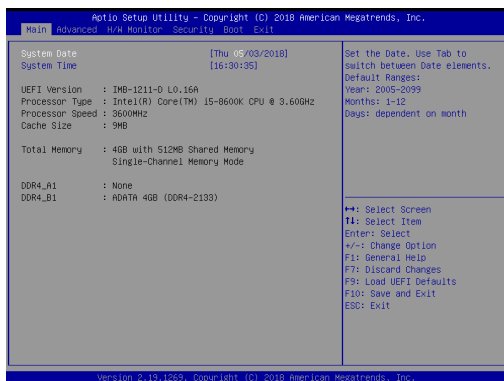 Aptio Setup Utility – Copyright (C) 2018 American Megatrends, Inc.
Main Advanced H/W Monitor Security Boot Exit
System Date [Thu 05/03/2018]
System Time [16:30:35]
UEFI Version : IMB-1211-D L0.16A
Processor Type : Intel(R) Core(TM) i5-8600K CPU @ 3.60GHz
Processor Speed : 3600MHz
Cache Size : 9MB
Total Memory : 4GB with 512MB Shared Memory
Single-Channel Memory Mode
DDR4_A1 : None
DDR4_B1 : ADATA 4GB (DDR4-2133)
Set the Date. Use Tab to
switch between Date elements.
Default Ranges:
Year: 2005-2099
Months: 1-12
Days: dependent on month
↔: Select Screen
↑↓: Select Item
Enter: Select
+/-: Change Option
F1: General Help
F7: Discard Changes
F9: Load UEFI Defaults
F10: Save and Exit
ESC: Exit
Version 2.19.1269. Copyright (C) 2018 American Megatrends, Inc.